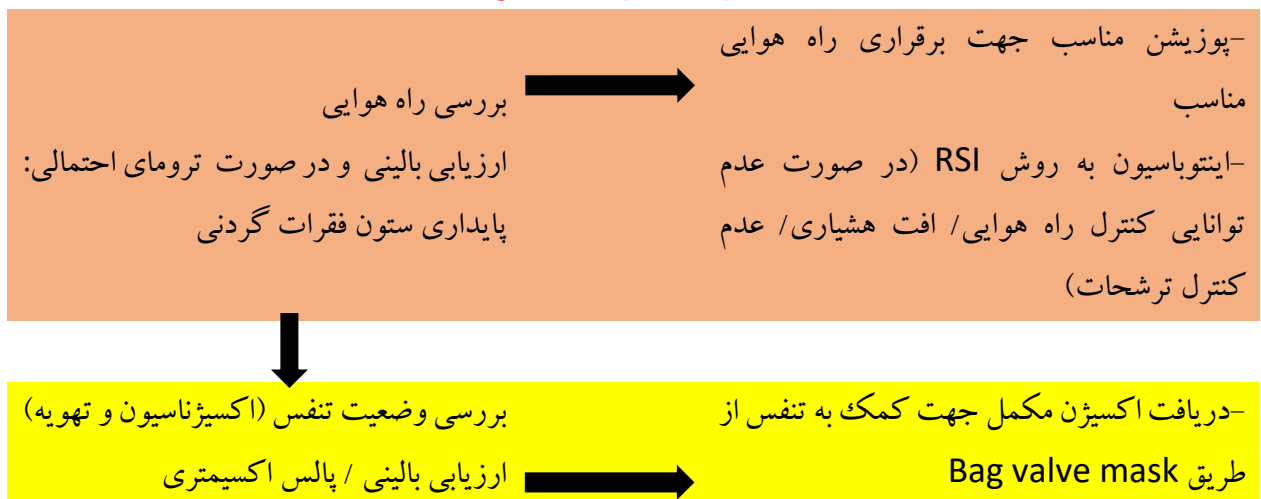 بررسی راه هوایی
ارزیابی بالینی و در صورت ترومای احتمالی:
پایداری ستون فقرات گردنی
-پوزیشن مناسب جهت برقراری راه هوایی
مناسب
-اینتوباسیون به روش RSI (در صورت عدم
توانایی کنترل راه هوایی/ افت هشیاری/ عدم
کنترل ترشحات)
بررسی وضعیت تنفس (اکسیژناسیون و تهویه)
ارزیابی بالینی / پالس اکسیمتری
-دریافت اکسیژن مکمل جهت کمک به تنفس از
طریق Bag valve mask